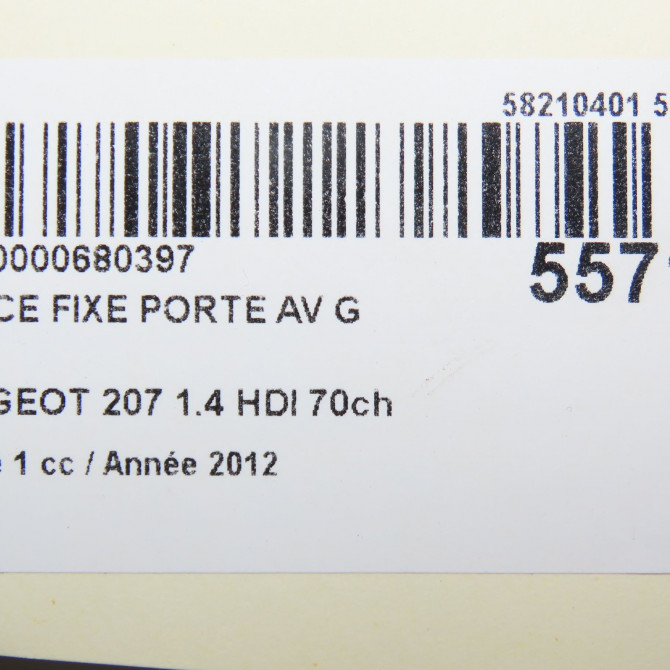 58210401 5
0000680397
557
CE FIXE PORTE AV G
GEOT 207 1.4 HDI 70ch
1 cc / Année 2012